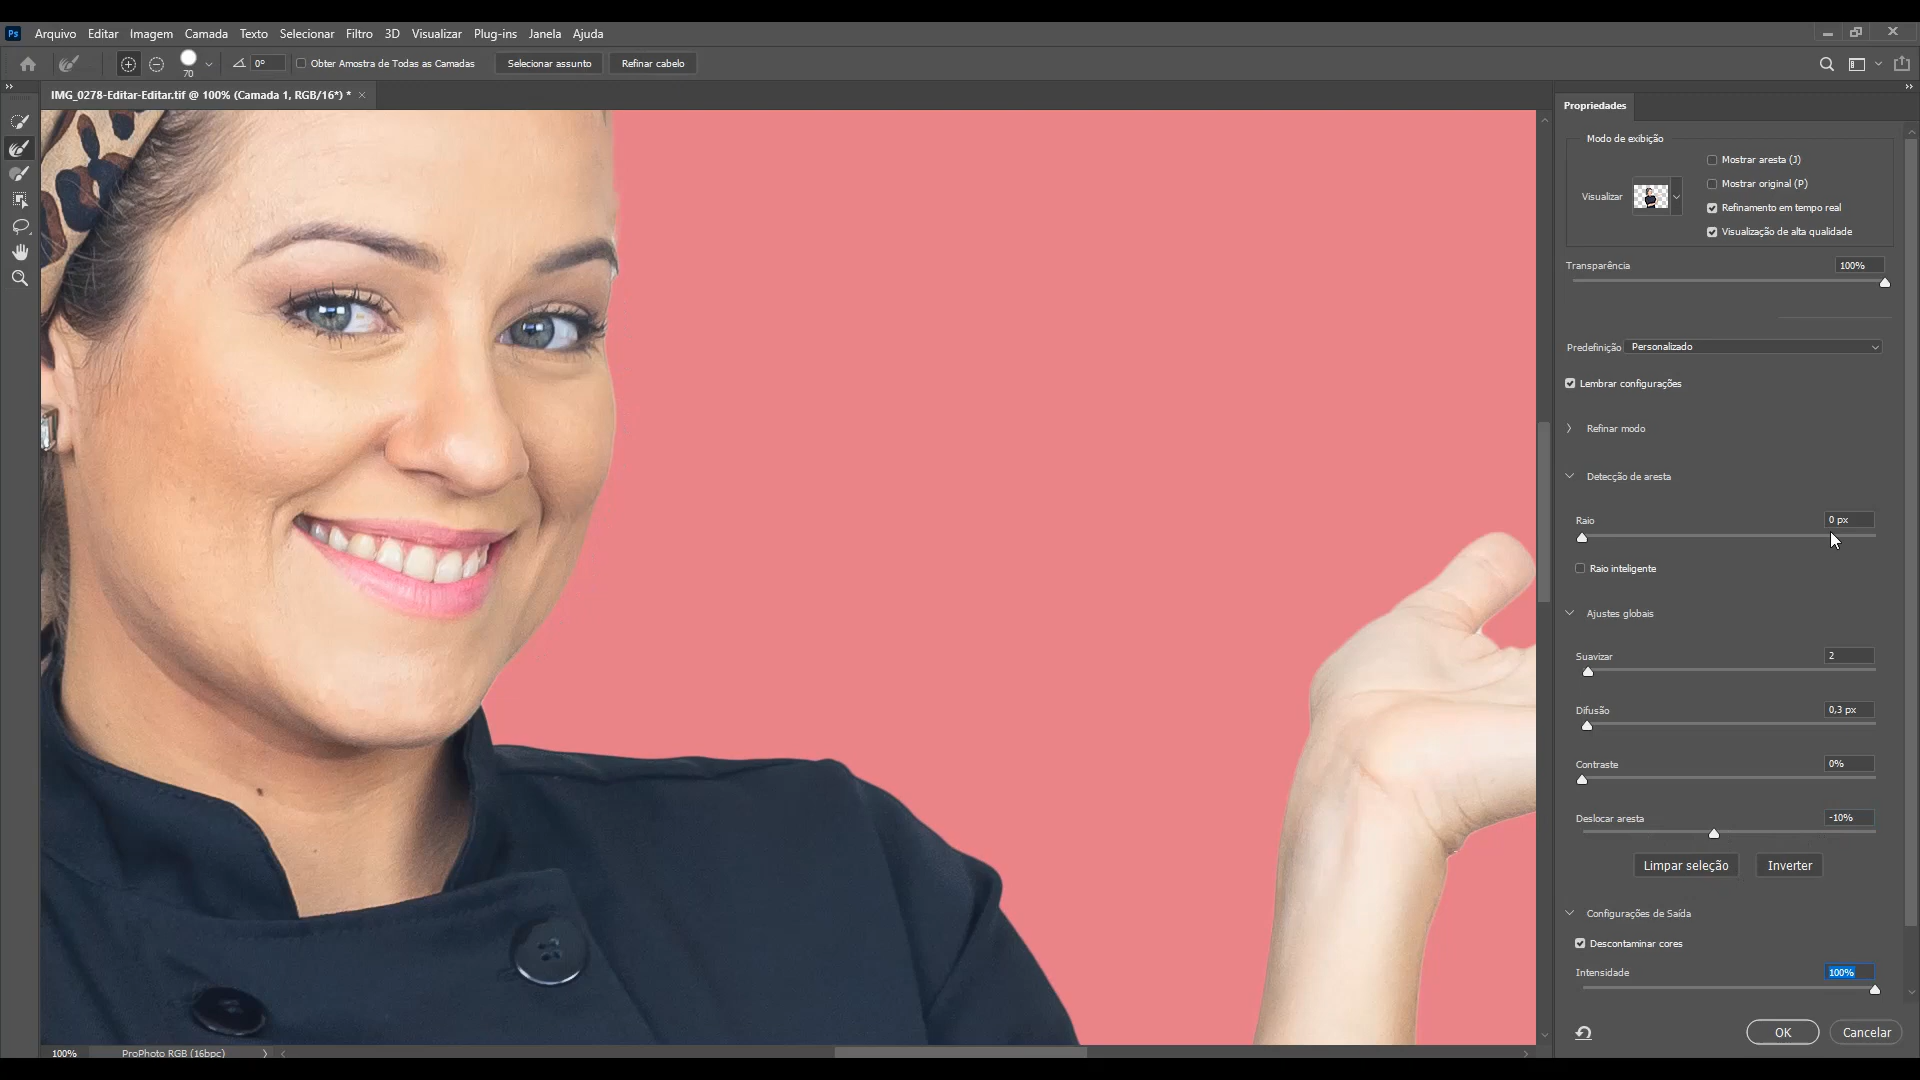 Ps Arquivo Editar Imagem Camada Texto Selecionar Filtro 3D Visualizar Plug-ins Janela Ajuda
70 0° Obter Amostra de Todas as Camadas Selecionar assunto Refinar cabelo
IMG_0278-Editar-Editar.tif @ 100% (Camada 1, RGB/16*) *
Propriedades
Modo de exibição
Mostrar aresta (J)
Mostrar original (P)
Visualizar
Refinamento em tempo real
Visualização de alta qualidade
Transparência 100%
Predefinição Personalizado
Lembrar configurações
Refinar modo
Detecção de aresta
Raio 0 px
Raio inteligente
Ajustes globais
Suavizar 2
Difusão 0,3 px
Contraste 0%
Deslocar aresta -10%
Limpar seleção Inverter
Configurações de Saída
Descontaminar cores
Intensidade 100%
OK Cancelar
100% ProPhoto RGB (16bpc)